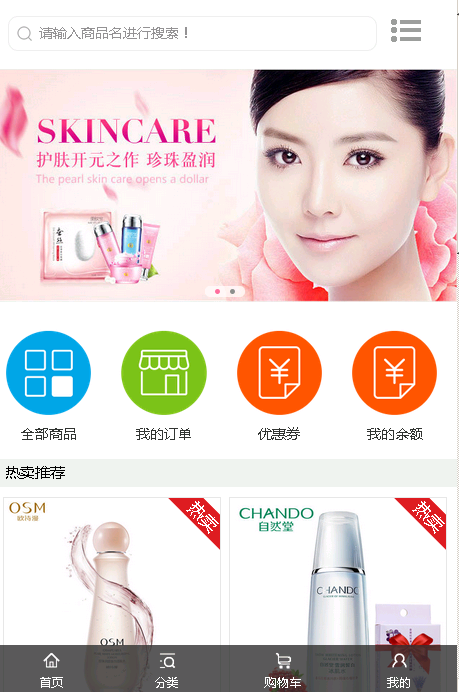 请输入商品名进行搜索！
SKINCARE
护肤开元之作 珍珠盈润
The pearl skin care opens a dollar
全部商品
我的订单
优惠券
我的余额
热卖推荐
OSM
欧诗漫
热卖
CHANDO
自然堂
热卖
OSM
CHANDO
首页
分类
购物车
我的